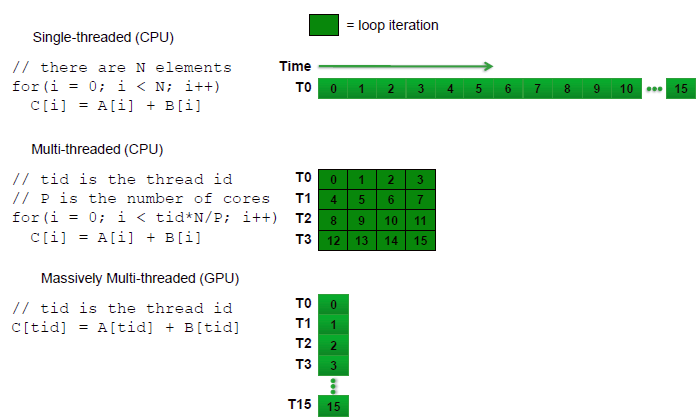 = loop iteration
Single-threaded (CPU)
// there are N elements
for(i = 0; i < N; i++)
C[i] = A[i] + B[i]
Time
T0 0 1 2 3 4 5 6 7 8 9 10 ••• 15
Multi-threaded (CPU)
// tid is the thread id
// P is the number of cores
for(i = 0; i < tid*N/P; i++)
C[i] = A[i] + B[i]
T0 0 1 2 3
T1 4 5 6 7
T2 8 9 10 11
T3 12 13 14 15
Massively Multi-threaded (GPU)
// tid is the thread id
C[tid] = A[tid] + B[tid]
T0 0
T1 1
T2 2
T3 3
T15 15